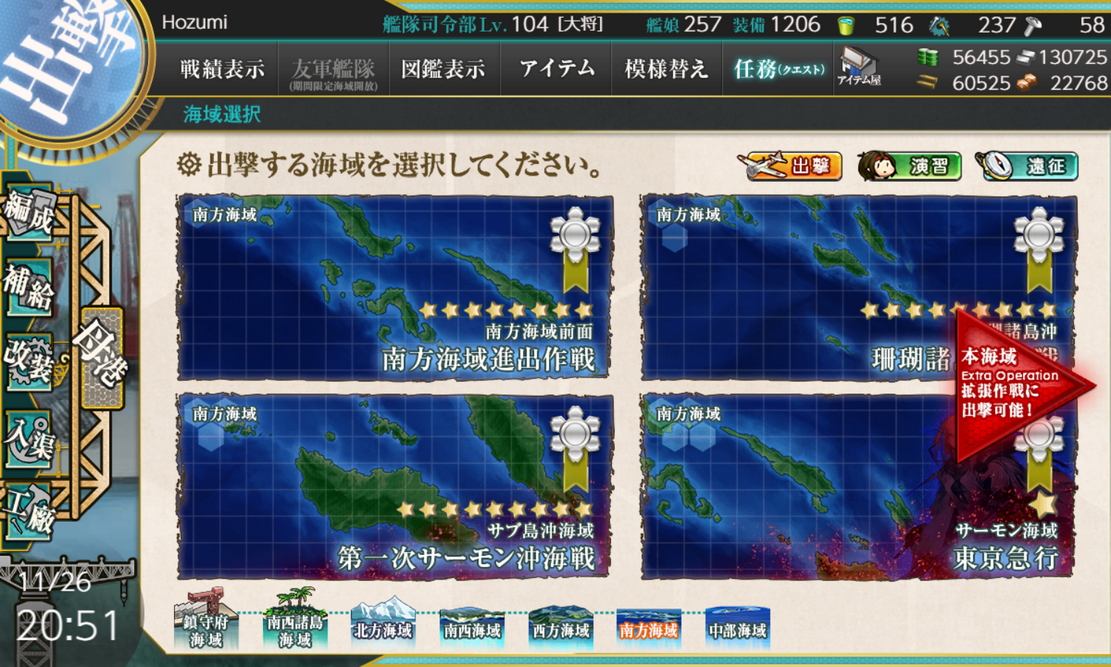 出撃
Hozumi
艦隊司令部Lv.104 [大将]
艦娘 257 装備 1206 516 237 58
戦績表示
友軍艦隊
(期間限定海域開放)
図鑑表示
アイテム
模様替え
任務(クエスト)
アイテム屋
56455 130725
60525 22768
海域選択
出撃する海域を選択してください。
出撃
演習
遠征
編成
補給
改装
入渠
工廠
母港
南方海域
南方海域前面
南方海域進出作戦
南方海域
諸島沖
珊瑚諸
南方海域
サブ島沖海域
第一次サーモン沖海戦
南方海域
サーモン海域
東京急行
本海域
Extra Operation
拡張作戦に
出撃可能!
11/26
20:51
鎮守府
海域
南西諸島
海域
北方海域
南西海域
西方海域
南方海域
中部海域